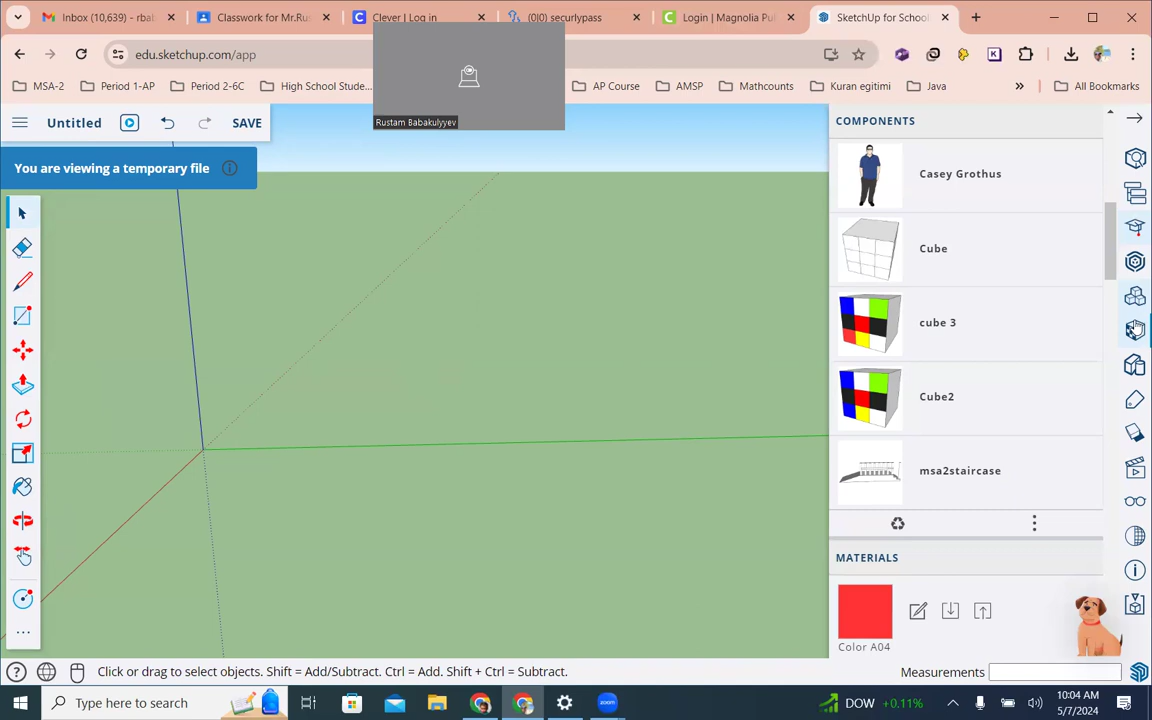 Inbox (10,639) - rba
Classwork for Mr.Rus
Clever | Log in
(0|0) securlypass
Login | Magnolia Pu
SketchUp for School
edu.sketchup.com/app
MSA-2
Period 1-AP
Period 2-6C
High School Stude...
AP Course
AMSP
Mathcounts
Kuran egitimi
Java
»
All Bookmarks
Rustam Babakulyyev
Untitled
SAVE
You are viewing a temporary file
COMPONENTS
Casey Grothus
Cube
cube 3
Cube2
msa2staircase
MATERIALS
Color A04
Click or drag to select objects. Shift = Add/Subtract. Ctrl = Add. Shift + Ctrl = Subtract.
Measurements
Type here to search
DOW +0.11%
10:04 AM
5/7/2024